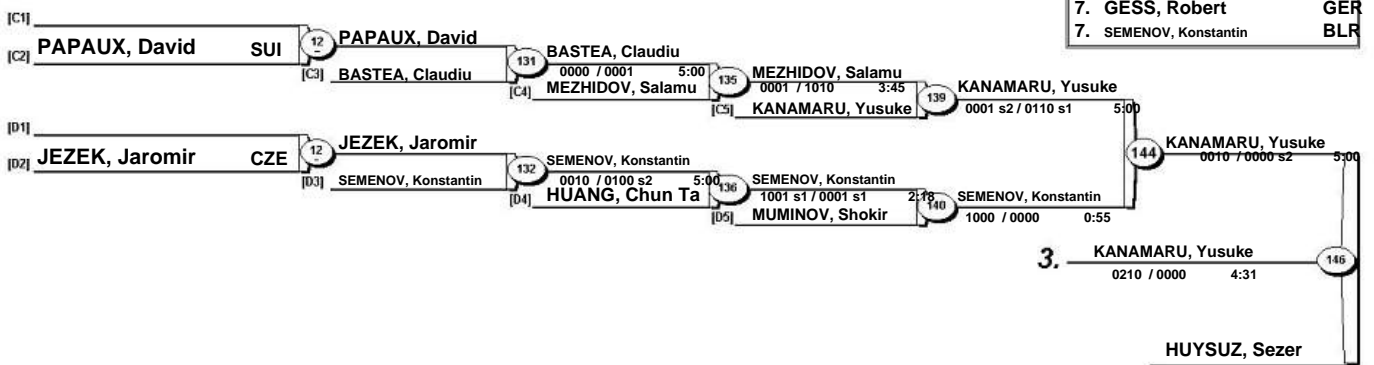 7. GESS, Robert GER
7. SEMENOV, Konstantin BLR
[C1]
[C2] PAPAUX, David SUI
12
PAPAUX, David
[C3] BASTEA, Claudiu
131
BASTEA, Claudiu
0000 / 0001 5:00
[C4] MEZHIDOV, Salamu
135
MEZHIDOV, Salamu
0001 / 1010 3:45
[C5] KANAMARU, Yusuke
139
KANAMARU, Yusuke
0001 s2 / 0110 s1 5:00
[D1]
[D2] JEZEK, Jaromir CZE
12
JEZEK, Jaromir
[D3] SEMENOV, Konstantin
132
SEMENOV, Konstantin
0010 / 0100 s2 5:00
[D4] HUANG, Chun Ta
136
SEMENOV, Konstantin
1001 s1 / 0001 s1 2:18
[D5] MUMINOV, Shokir
140
SEMENOV, Konstantin
1000 / 0000 0:55
144
KANAMARU, Yusuke
0010 / 0000 s2 5:00
3. KANAMARU, Yusuke
0210 / 0000 4:31
146
HUYSUZ, Sezer